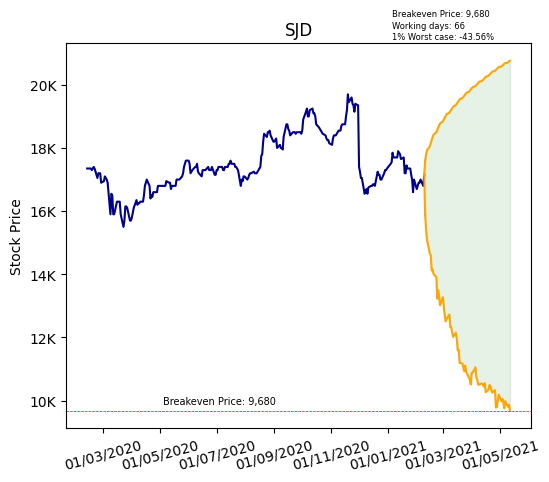 Breakeven Price: 9,680
Working days: 66
1% Worst case: -43.56%
SJD
Stock Price
20K
18K
16K
14K
12K
10K
Breakeven Price: 9,680
01/03/2020
01/05/2020
01/07/2020
01/09/2020
01/11/2020
01/01/2021
01/03/2021
01/05/2021